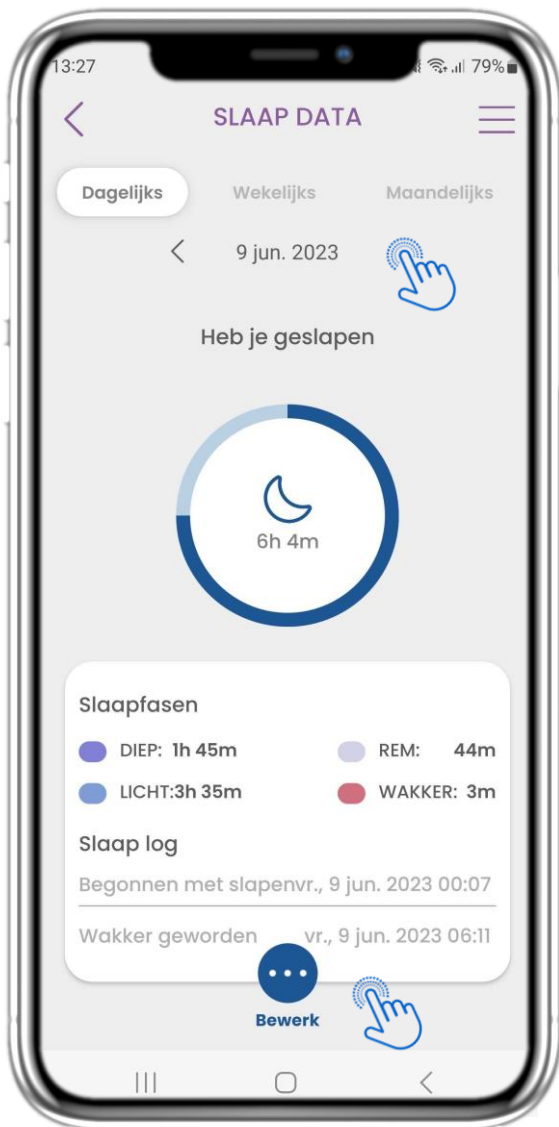 13:27 79%
SLAAP DATA
Dagelijks Wekelijks Maandelijks
9 jun. 2023
Heb je geslapen
6h 4m
Slaapfasen
DIEP: 1h 45m REM: 44m
LICHT:3h 35m WAKKER: 3m
Slaap log
Begonnen met slapenvr., 9 jun. 2023 00:07
Wakker geworden vr., 9 jun. 2023 06:11
Bewerk